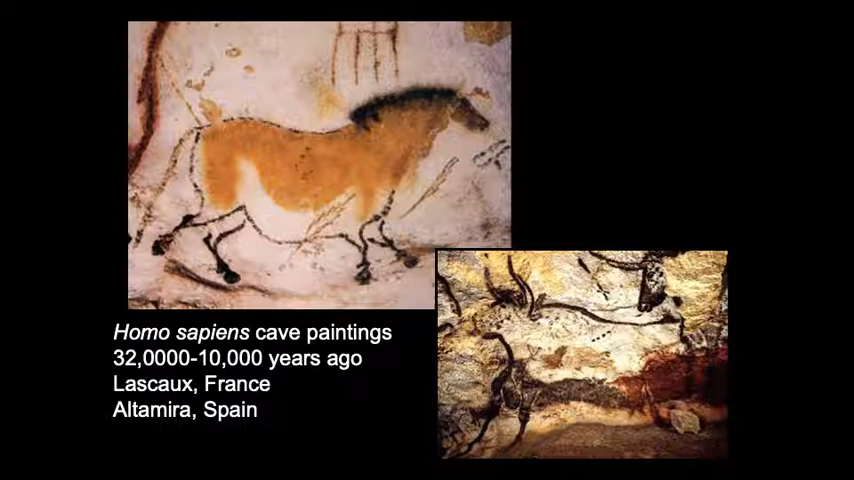 Homo sapiens cave paintings
32,0000-10,000 years ago
Lascaux, France
Altamira, Spain